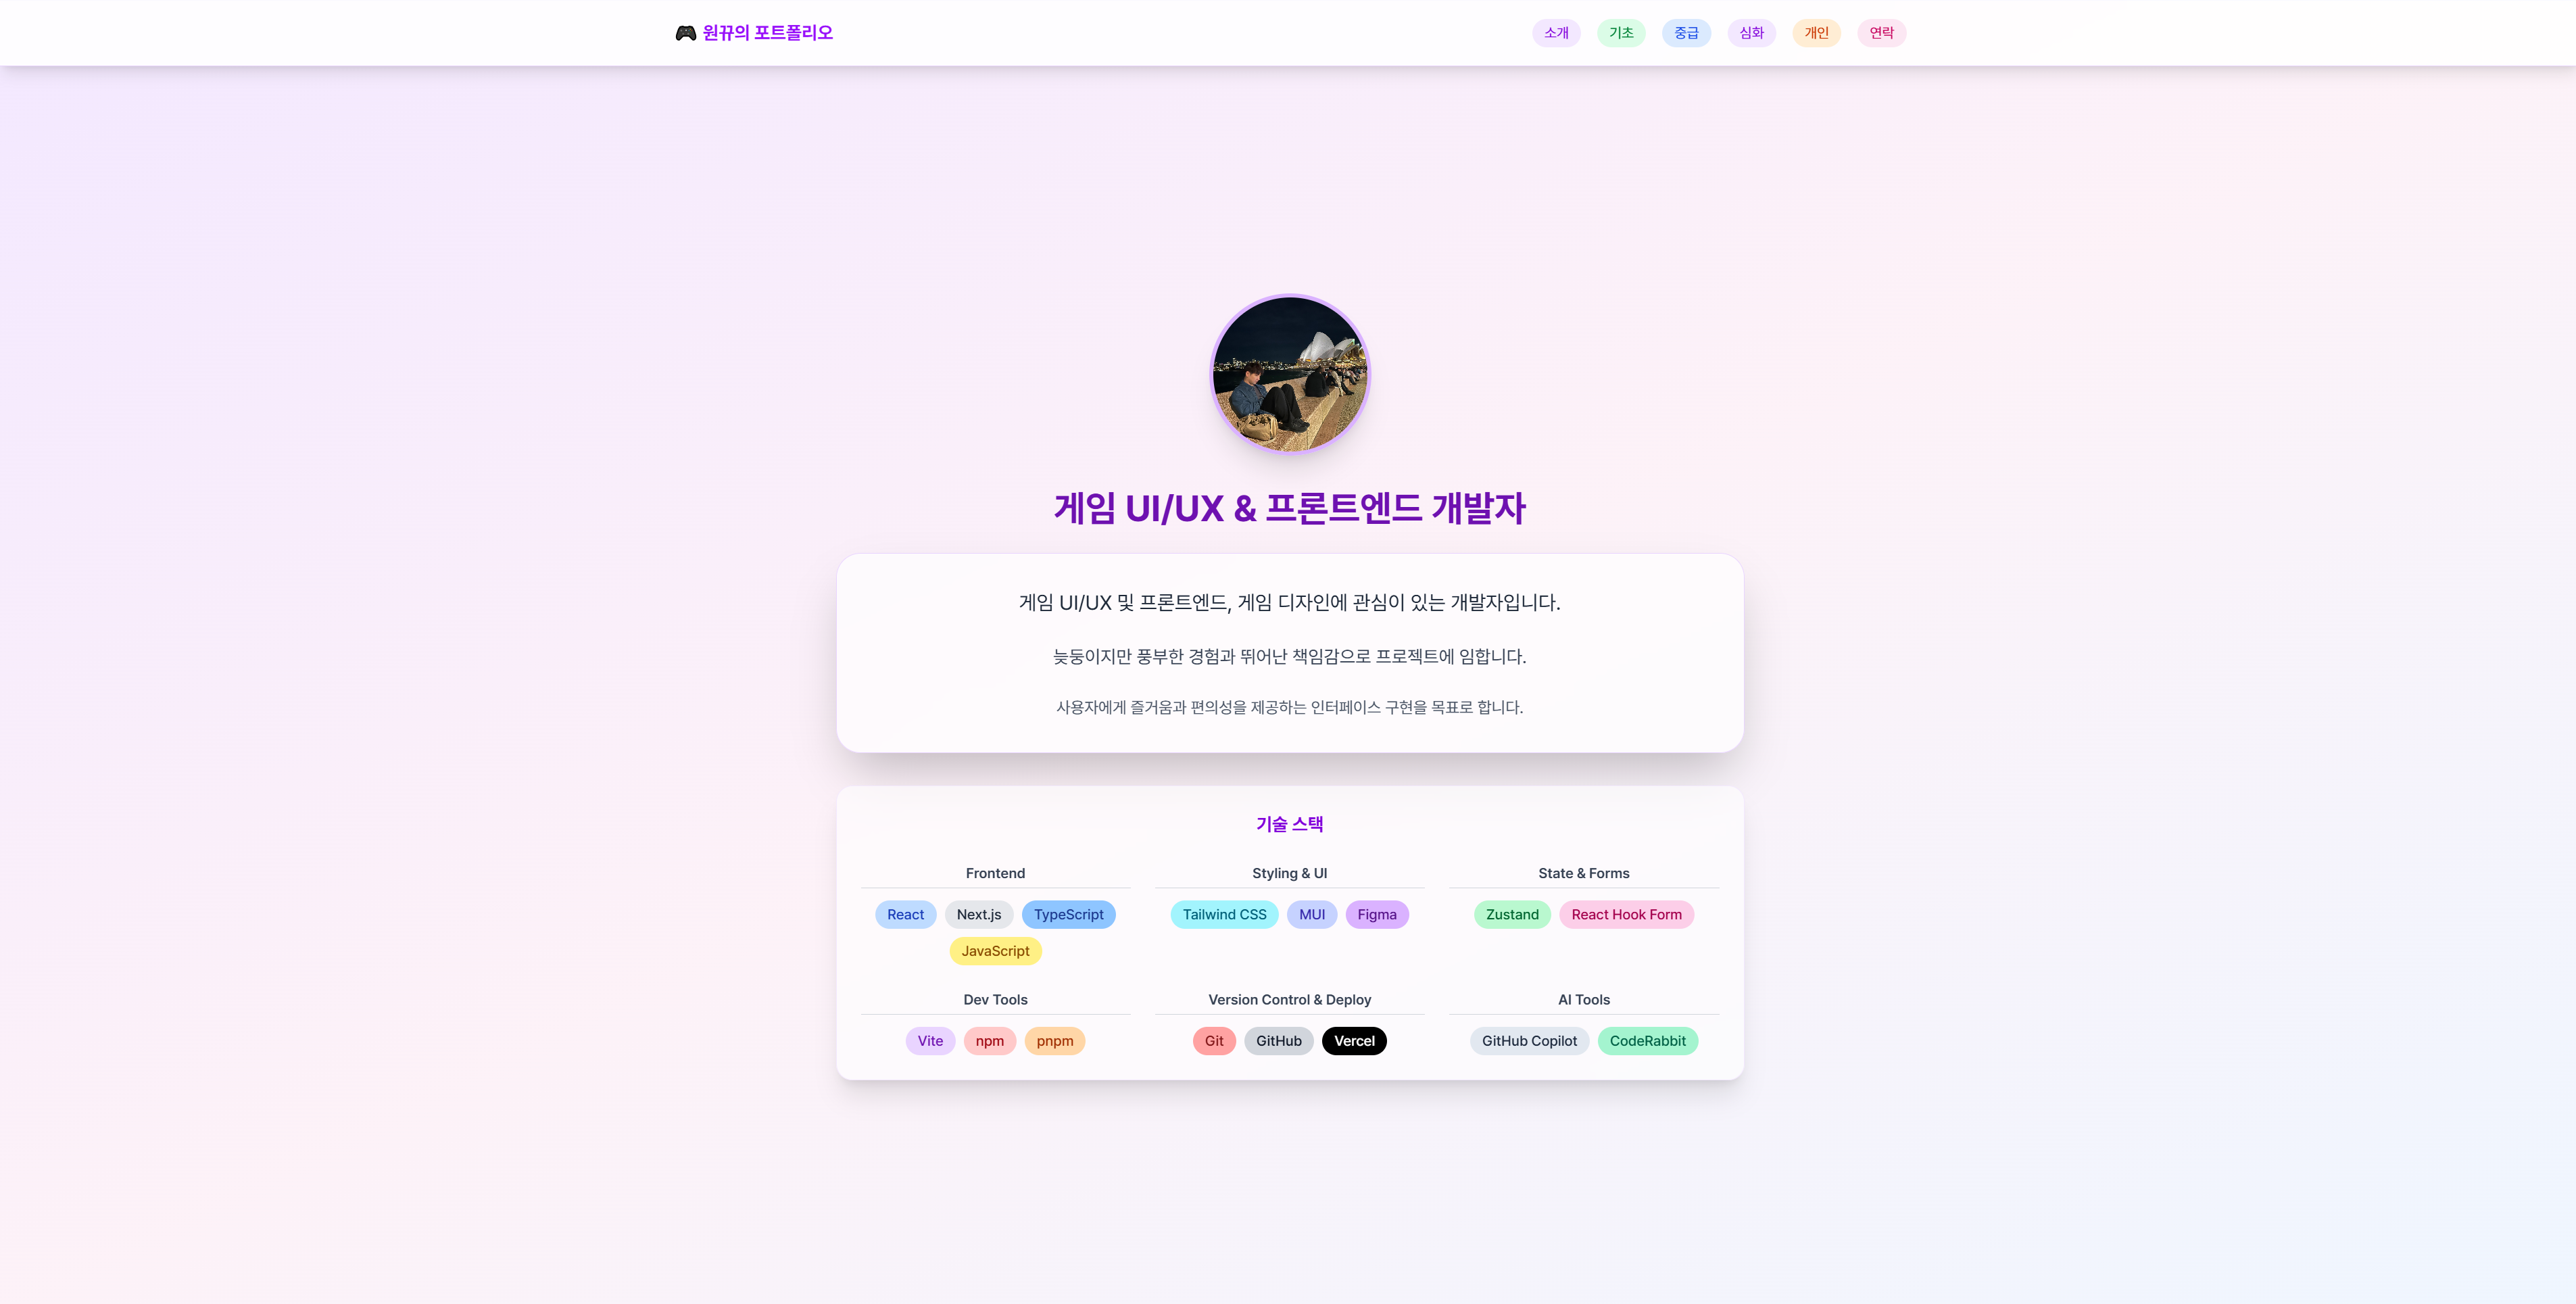 🎮 원뀨의 포트폴리오
소개 기초 중급 심화 개인 연락
게임 UI/UX & 프론트엔드 개발자
게임 UI/UX 및 프론트엔드, 게임 디자인에 관심이 있는 개발자입니다.
늦둥이지만 풍부한 경험과 뛰어난 책임감으로 프로젝트에 임합니다.
사용자에게 즐거움과 편의성을 제공하는 인터페이스 구현을 목표로 합니다.
기술 스택
Frontend
React Next.js TypeScript
JavaScript
Styling & UI
Tailwind CSS MUI Figma
State & Forms
Zustand React Hook Form
Dev Tools
Vite npm pnpm
Version Control & Deploy
Git GitHub Vercel
AI Tools
GitHub Copilot CodeRabbit